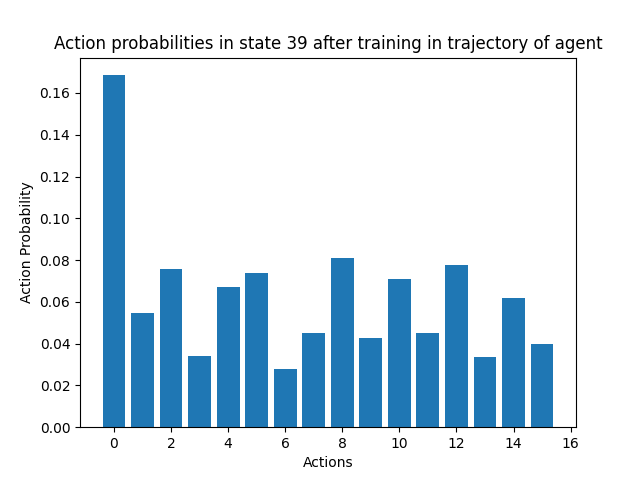 Action probabilities in state 39 after training in trajectory of agent
0.16
0.14
0.12
0.10
0.08
0.06
0.04
0.02
0.00
Action Probability
0 2 4 6 8 10 12 14 16
Actions